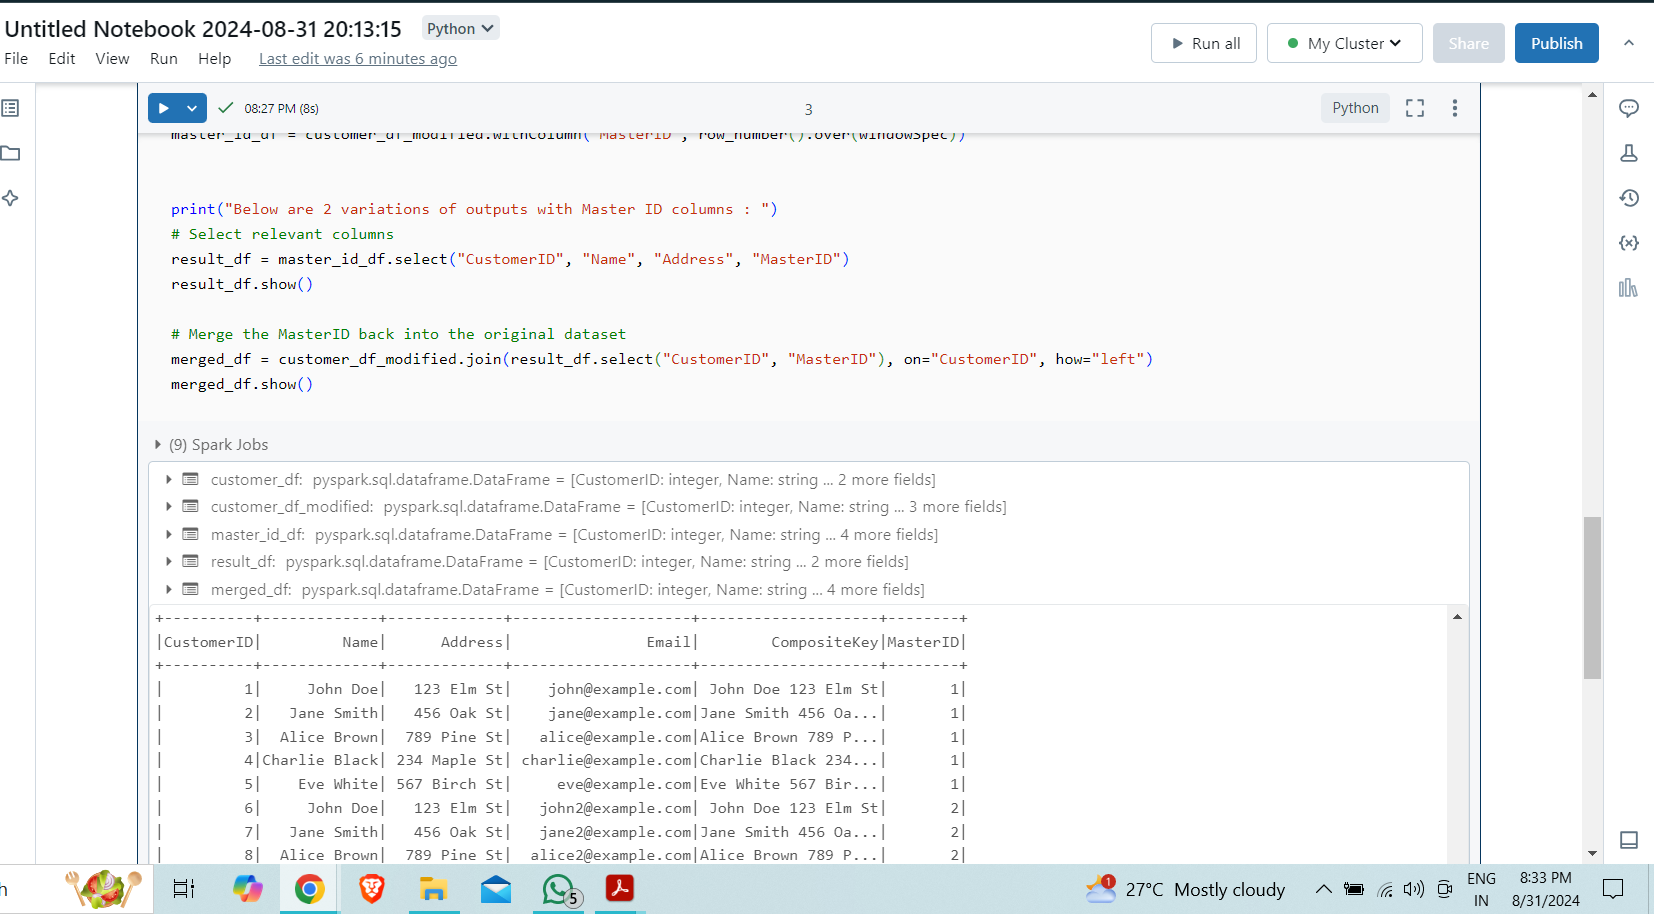 Untitled Notebook 2024-08-31 20:13:15 Python
Run all My Cluster Share Publish
File Edit View Run Help Last edit was 6 minutes ago
08:27 PM (8s) 3 Python
master_id_df = customer_df_modified.withColumn("MasterID", row_number().over(windowSpec))
print("Below are 2 variations of outputs with Master ID columns : ")
# Select relevant columns
result_df = master_id_df.select("CustomerID", "Name", "Address", "MasterID")
result_df.show()
# Merge the MasterID back into the original dataset
merged_df = customer_df_modified.join(result_df.select("CustomerID", "MasterID"), on="CustomerID", how="left")
merged_df.show()
(9) Spark Jobs
customer_df: pyspark.sql.dataframe.DataFrame = [CustomerID: integer, Name: string ... 2 more fields]
customer_df_modified: pyspark.sql.dataframe.DataFrame = [CustomerID: integer, Name: string ... 3 more fields]
master_id_df: pyspark.sql.dataframe.DataFrame = [CustomerID: integer, Name: string ... 4 more fields]
result_df: pyspark.sql.dataframe.DataFrame = [CustomerID: integer, Name: string ... 2 more fields]
merged_df: pyspark.sql.dataframe.DataFrame = [CustomerID: integer, Name: string ... 4 more fields]
+----------+-------------+-------------+--------------------+--------------------+--------+
|CustomerID|         Name|      Address|               Email|        CompositeKey|MasterID|
+----------+-------------+-------------+--------------------+--------------------+--------+
|         1|     John Doe|   123 Elm St|    john@example.com| John Doe 123 Elm St|       1|
|         2|   Jane Smith|   456 Oak St|    jane@example.com|Jane Smith 456 Oa...|       1|
|         3|  Alice Brown|  789 Pine St|   alice@example.com|Alice Brown 789 P...|       1|
|         4|Charlie Black| 234 Maple St| charlie@example.com|Charlie Black 234...|       1|
|         5|    Eve White| 567 Birch St|     eve@example.com|Eve White 567 Bir...|       1|
|         6|     John Doe|   123 Elm St|   john2@example.com| John Doe 123 Elm St|       2|
|         7|   Jane Smith|   456 Oak St|   jane2@example.com|Jane Smith 456 Oa...|       2|
|         8|  Alice Brown|  789 Pine St|  alice2@example.com|Alice Brown 789 P...|       2|
h 5 1 27°C Mostly cloudy
ENG
IN
8:33 PM
8/31/2024